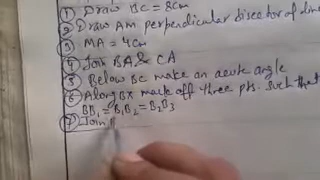 ① Draw BC = 8cm
② Draw AM perpendicular bisector of line
③ MA = 4cm
④ Join BA & CA
⑤ Below BC make an acute angle
⑥ Along BX mark off three pts. such that
BB₁ = B₁B₂ = B₂B₃
⑦ Join B